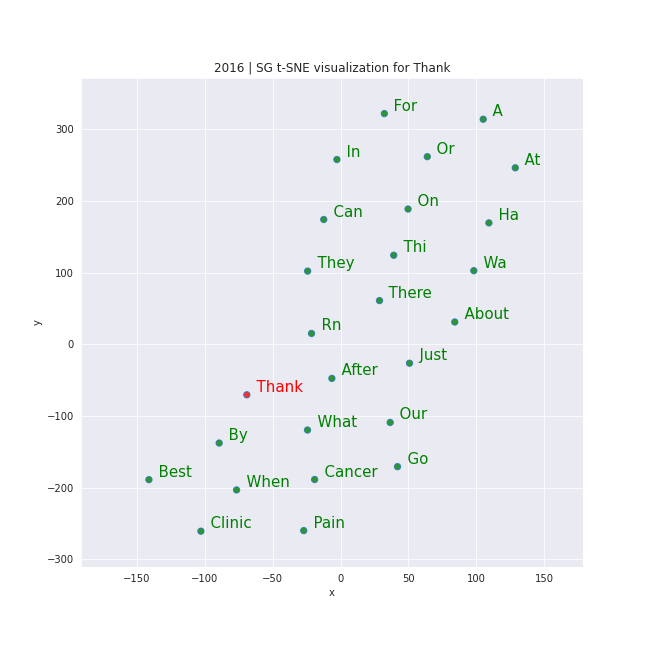 2016 | SG t-SNE visualization for Thank
For
A
In
Or
At
On
Can
Ha
Thi
They
Wa
There
About
Rn
Just
After
Thank
Our
What
By
Go
Best
Cancer
When
Clinic
Pain
300
200
100
0
−100
−200
−300
y
−150
−100
−50
0
50
100
150
x